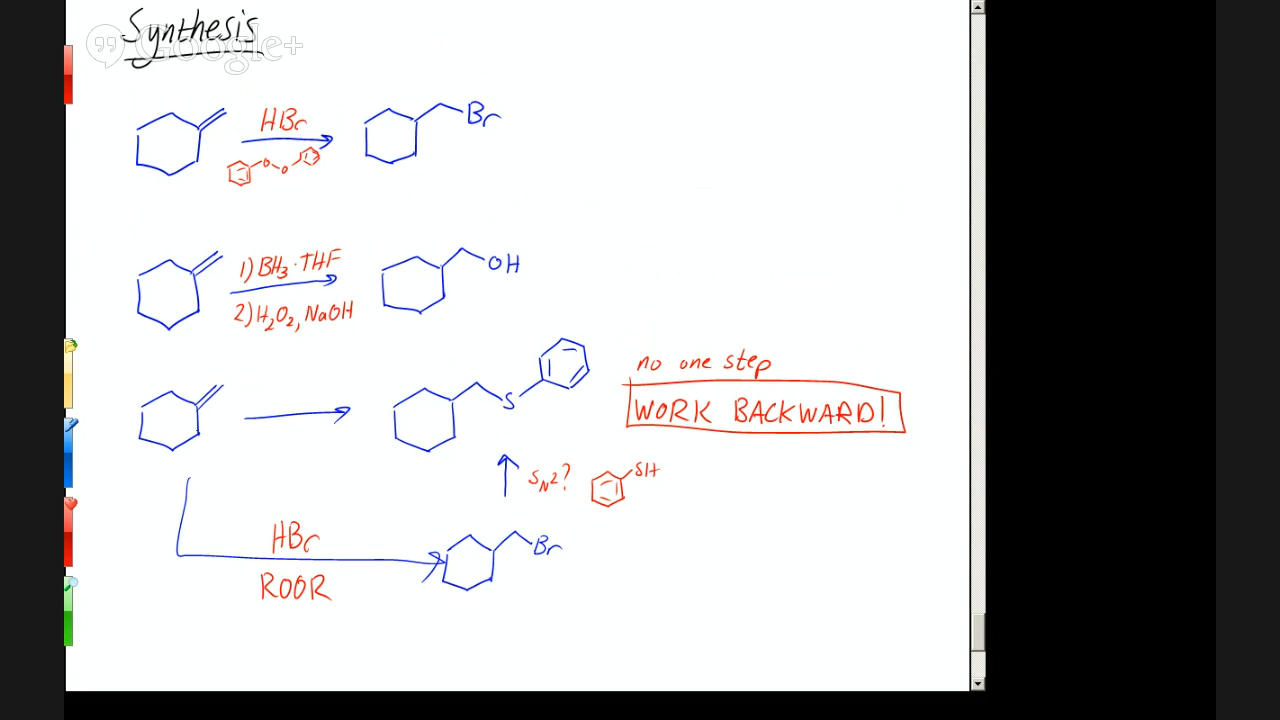 Synthesis
Google+
HBr
Br
O O
1) BH3·THF
OH
2) H2O2, NaOH
no one step
S
WORK BACKWARD!
SN2?
SH
HBr
Br
ROOR